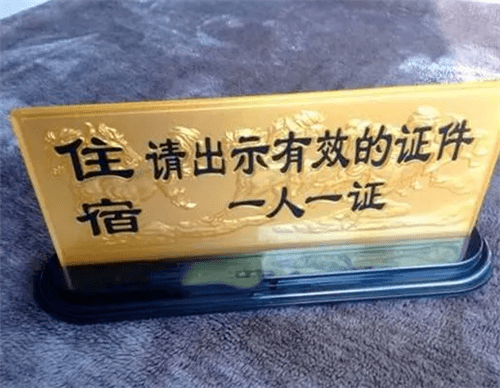 住宿
请出示有效的证件
一人一证